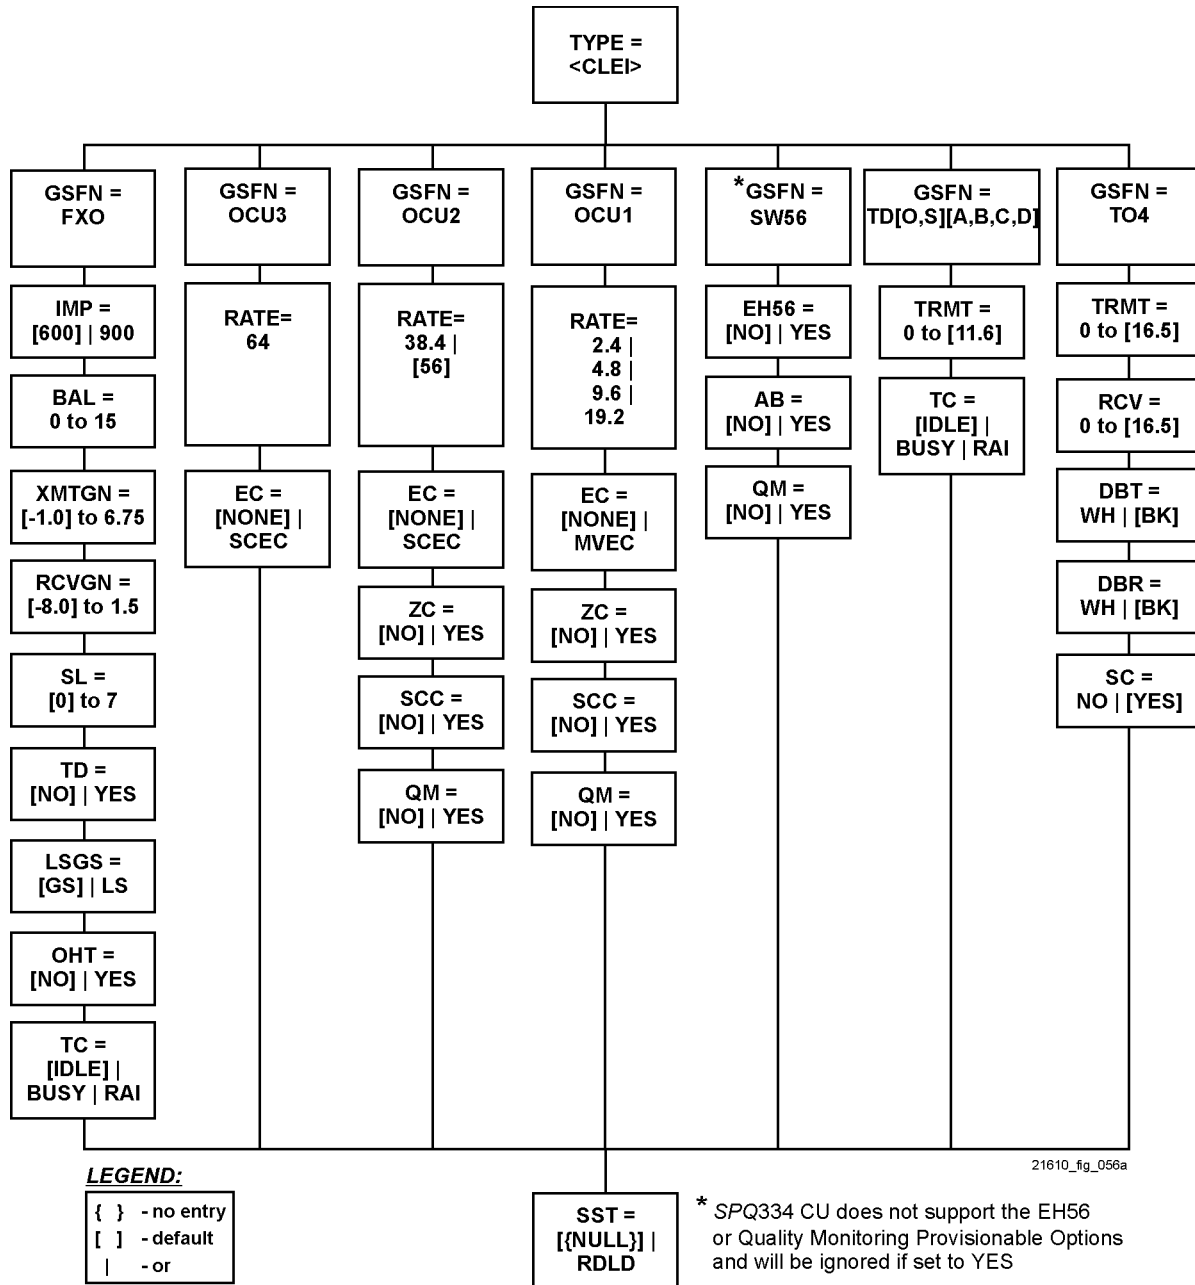 TYPE =
<CLEI>
GSFN =
FXO
IMP =
[600] | 900
BAL =
0 to 15
XMTGN =
[-1.0] to 6.75
RCVGN =
[-8.0] to 1.5
SL =
[0] to 7
TD =
[NO] | YES
LSGS =
[GS] | LS
OHT =
[NO] | YES
TC =
[IDLE] |
BUSY | RAI
GSFN =
OCU3
RATE=
64
EC =
[NONE] |
SCEC
GSFN =
OCU2
RATE=
38.4 |
[56]
EC =
[NONE] |
SCEC
ZC =
[NO] | YES
SCC =
[NO] | YES
QM =
[NO] | YES
GSFN =
OCU1
RATE=
2.4 |
4.8 |
9.6 |
19.2
EC =
[NONE] |
MVEC
ZC =
[NO] | YES
SCC =
[NO] | YES
QM =
[NO] | YES
*GSFN =
SW56
EH56 =
[NO] | YES
AB =
[NO] | YES
QM =
[NO] | YES
GSFN =
TD[O,S][A,B,C,D]
TRMT =
0 to [11.6]
TC =
[IDLE] |
BUSY | RAI
GSFN =
TO4
TRMT =
0 to [16.5]
RCV =
0 to [16.5]
DBT =
WH | [BK]
DBR =
WH | [BK]
SC =
NO | [YES]
21610_fig_056a
LEGEND:
{ } - no entry
[ ] - default
| - or
SST =
[{NULL}] |
RDLD
* SPQ334 CU does not support the EH56
or Quality Monitoring Provisionable Options
and will be ignored if set to YES